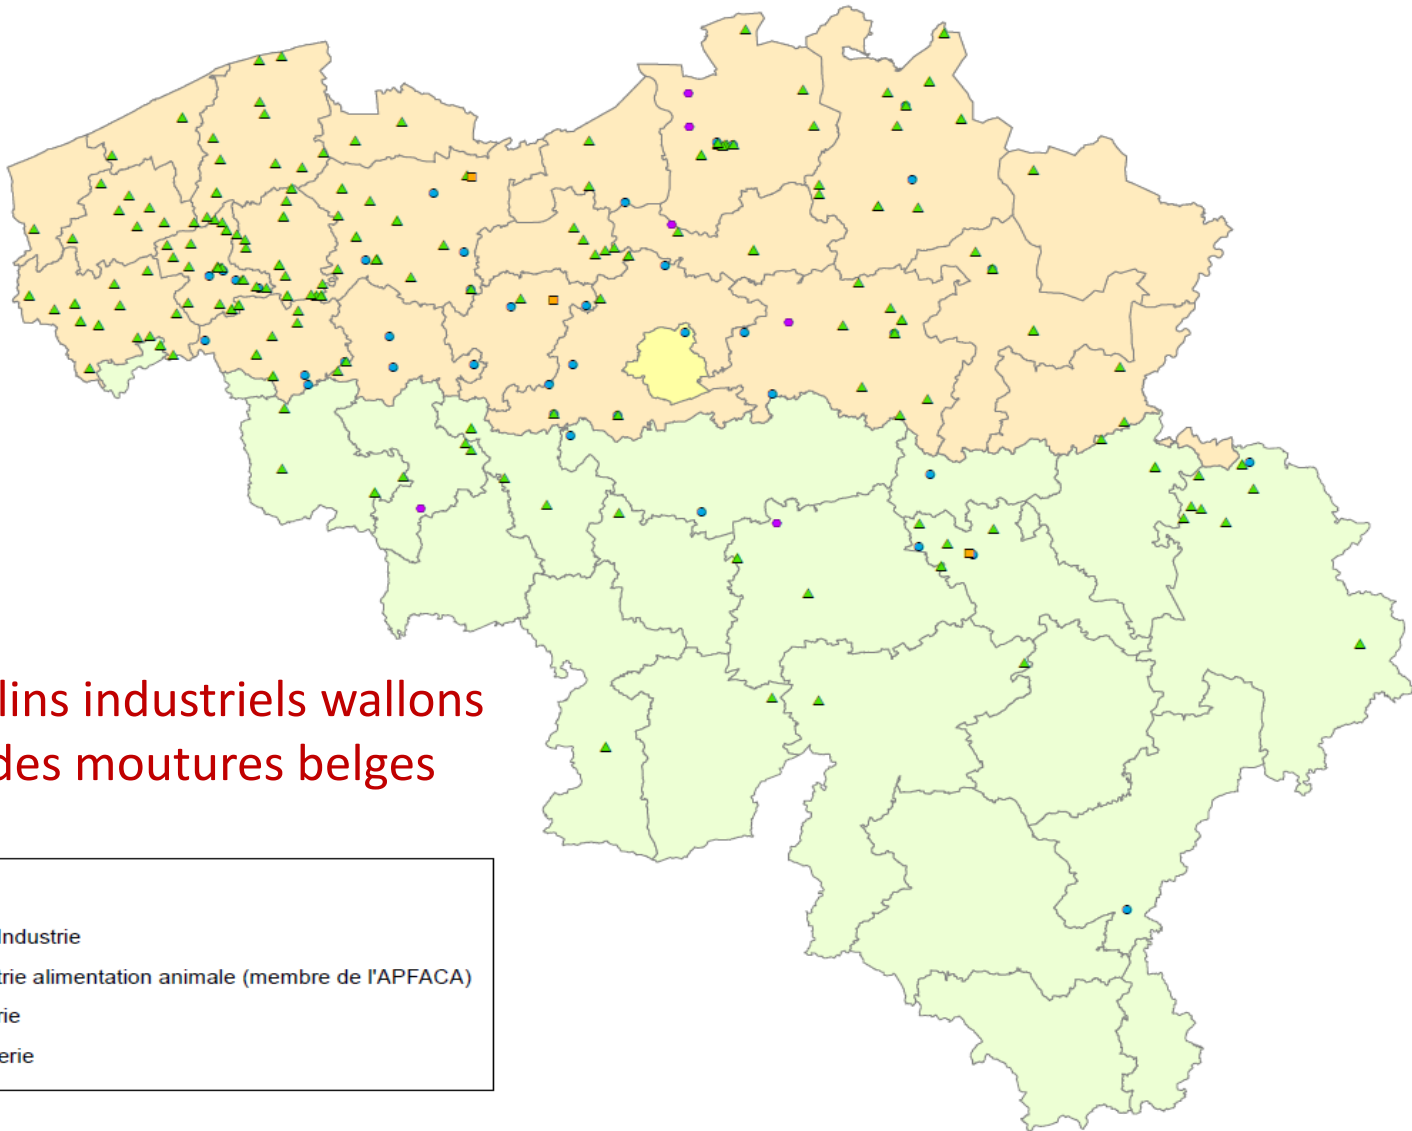 lins industriels wallons
des moutures belges
Industrie
trie alimentation animale (membre de l'APFACA)
rie
erie